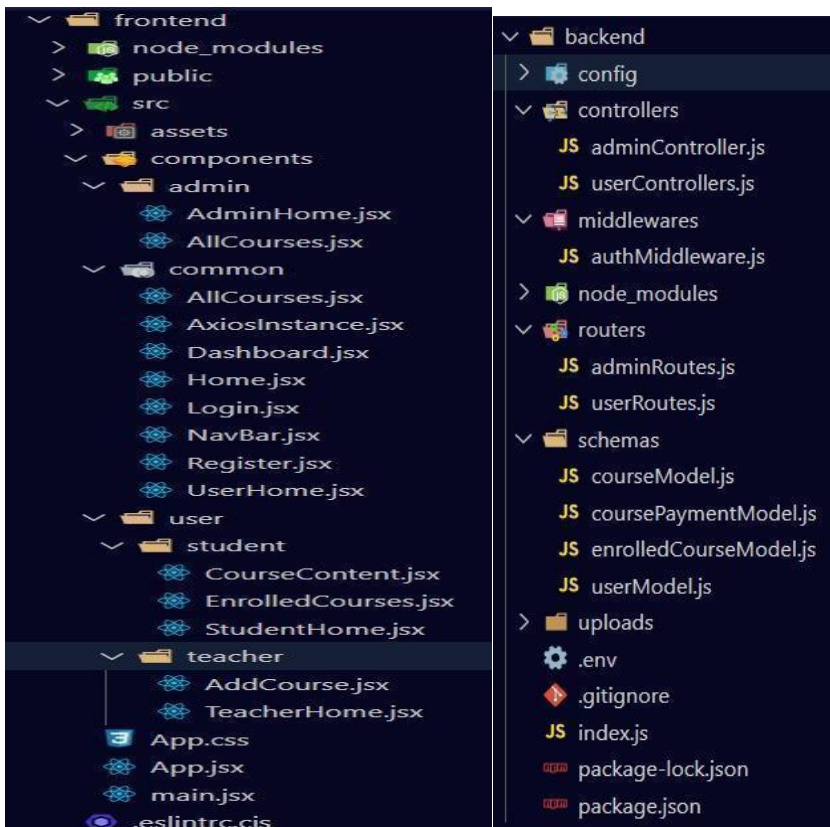 frontend
node_modules
public
src
assets
components
admin
AdminHome.jsx
AllCourses.jsx
common
AllCourses.jsx
AxiosInstance.jsx
Dashboard.jsx
Home.jsx
Login.jsx
NavBar.jsx
Register.jsx
UserHome.jsx
user
student
CourseContent.jsx
EnrolledCourses.jsx
StudentHome.jsx
teacher
AddCourse.jsx
TeacherHome.jsx
App.css
App.jsx
main.jsx
.eslintrc.cjs
backend
config
controllers
JS adminController.js
JS userControllers.js
middlewares
JS authMiddleware.js
node_modules
routers
JS adminRoutes.js
JS userRoutes.js
schemas
JS courseModel.js
JS coursePaymentModel.js
JS enrolledCourseModel.js
JS userModel.js
uploads
.env
.gitignore
JS index.js
package-lock.json
package.json